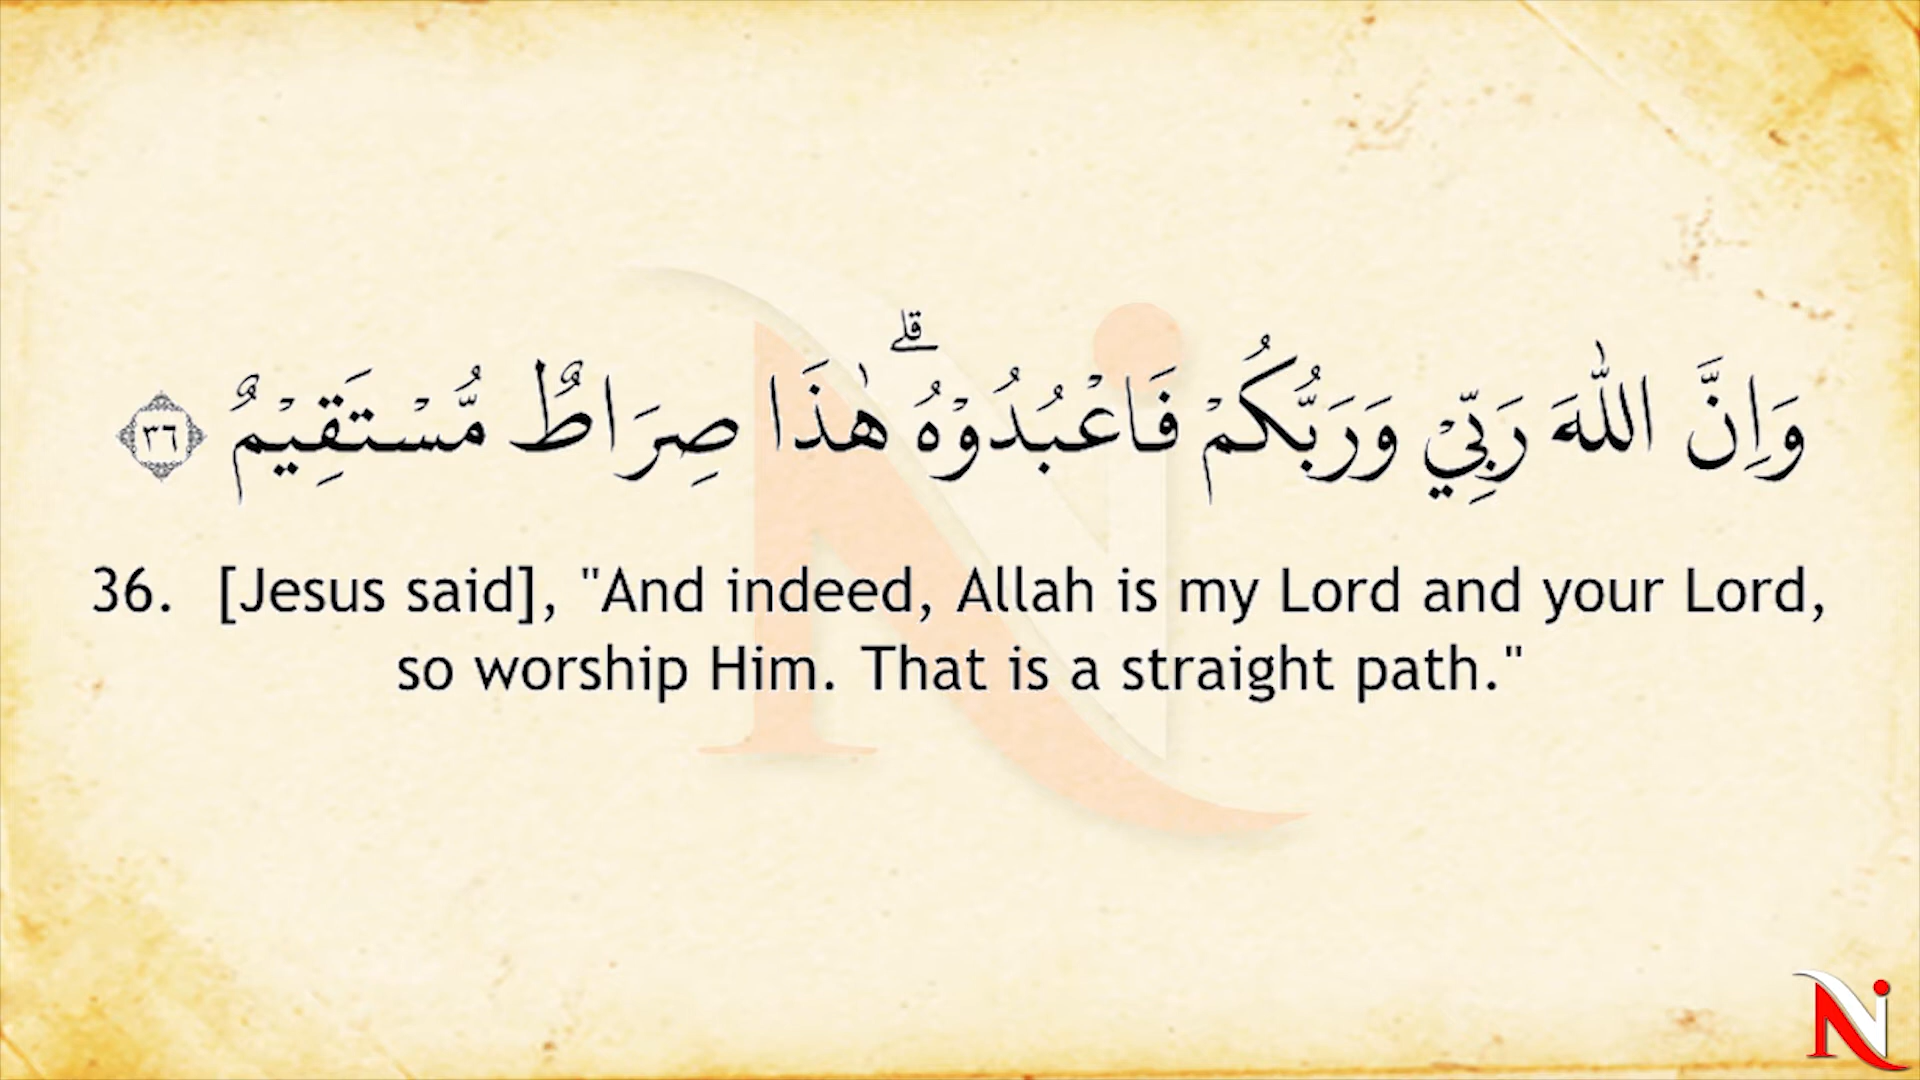 وَاِنَّ اللّٰهَ رَبِّيْ وَرَبُّكُمْ فَاعْبُدُوْهُ ۗ هٰذَا صِرَاطٌ مُّسْتَقِيْمٌ ٣٦
36. [Jesus said], "And indeed, Allah is my Lord and your Lord,
so worship Him. That is a straight path."